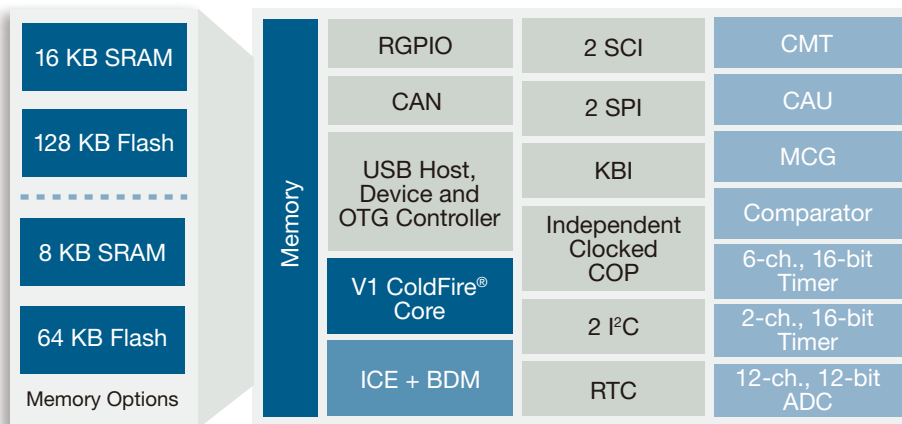 16 KB SRAM
128 KB Flash
8 KB SRAM
64 KB Flash
Memory Options
Memory
RGPIO
CAN
USB Host,
Device and
OTG Controller
V1 ColdFire®
Core
ICE + BDM
2 SCI
2 SPI
KBI
Independent
Clocked
COP
2 I²C
RTC
CMT
CAU
MCG
Comparator
6-ch., 16-bit
Timer
2-ch., 16-bit
Timer
12-ch., 12-bit
ADC